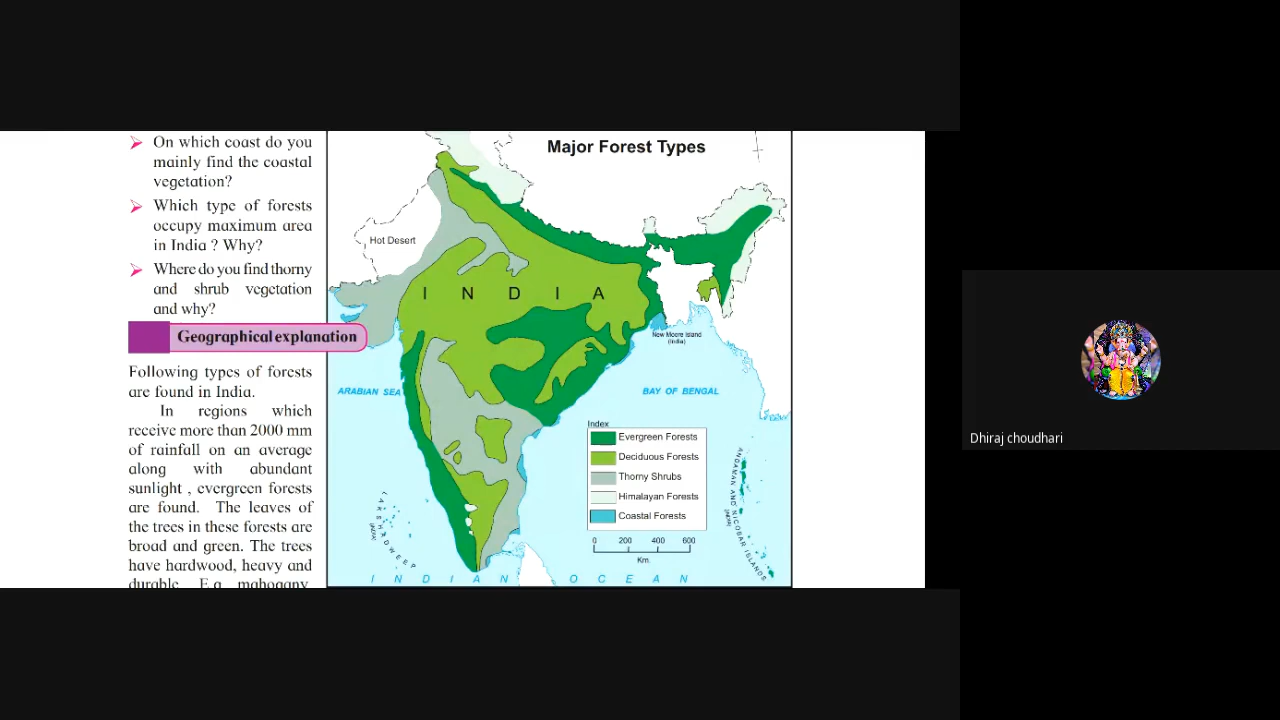 On which coast do you
mainly find the coastal
vegetation?
Which type of forests
occupy maximum area
in India ? Why?
Where do you find thorny
and shrub vegetation
and why?
Geographical explanation
Following types of forests
are found in India.
In regions which
receive more than 2000 mm
of rainfall on an average
along with abundant
sunlight , evergreen forests
are found. The leaves of
the trees in these forests are
broad and green. The trees
have hardwood, heavy and
durable. E.g. mahogany,
Major Forest Types
Hot Desert
I N D I A
New Moore Island
(India)
ARABIAN SEA
BAY OF BENGAL
Index
Evergreen Forests
Deciduous Forests
Thorny Shrubs
Himalayan Forests
Coastal Forests
0 200 400 600
Km.
LAKSHADWEEP
(INDIA)
ANDAMAN AND NICOBAR ISLANDS
(INDIA)
I N D I A N O C E A N
Dhiraj choudhari